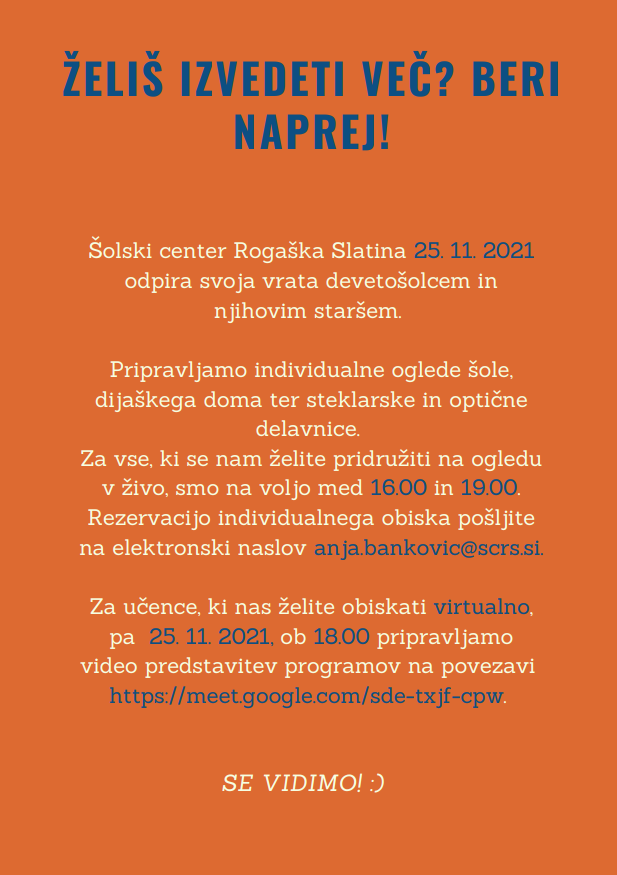 ŽELIŠ IZVEDETI VEČ? BERI
NAPREJ!
Šolski center Rogaška Slatina 25. 11. 2021
odpira svoja vrata devetošolcem in
njihovim staršem.
Pripravljamo individualne oglede šole,
dijaškega doma ter steklarske in optične
delavnice.
Za vse, ki se nam želite pridružiti na ogledu
v živo, smo na voljo med 16.00 in 19.00.
Rezervacijo individualnega obiska pošljite
na elektronski naslov anja.bankovic@scrs.si.
Za učence, ki nas želite obiskati virtualno,
pa  25. 11. 2021, ob 18.00 pripravljamo
video predstavitev programov na povezavi
https://meet.google.com/sde-txjf-cpw.
SE VIDIMO! :)